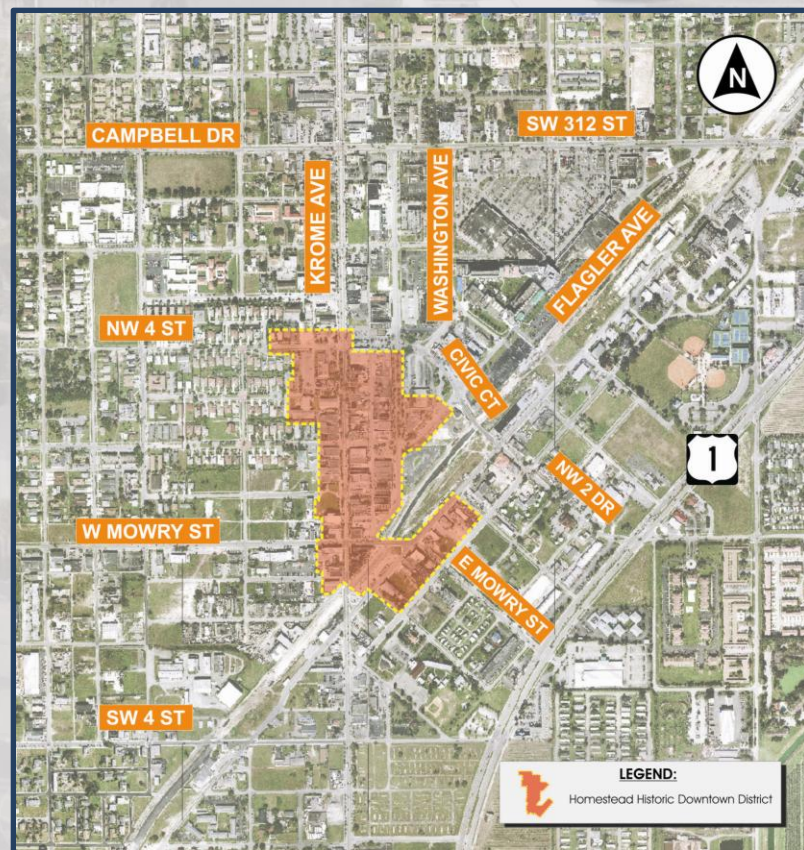 N
CAMPBELL DR
SW 312 ST
KROME AVE
WASHINGTON AVE
FLAGLER AVE
NW 4 ST
CIVIC CT
1
NW 2 DR
W MOWRY ST
E MOWRY ST
SW 4 ST
LEGEND:
Homestead Historic Downtown District